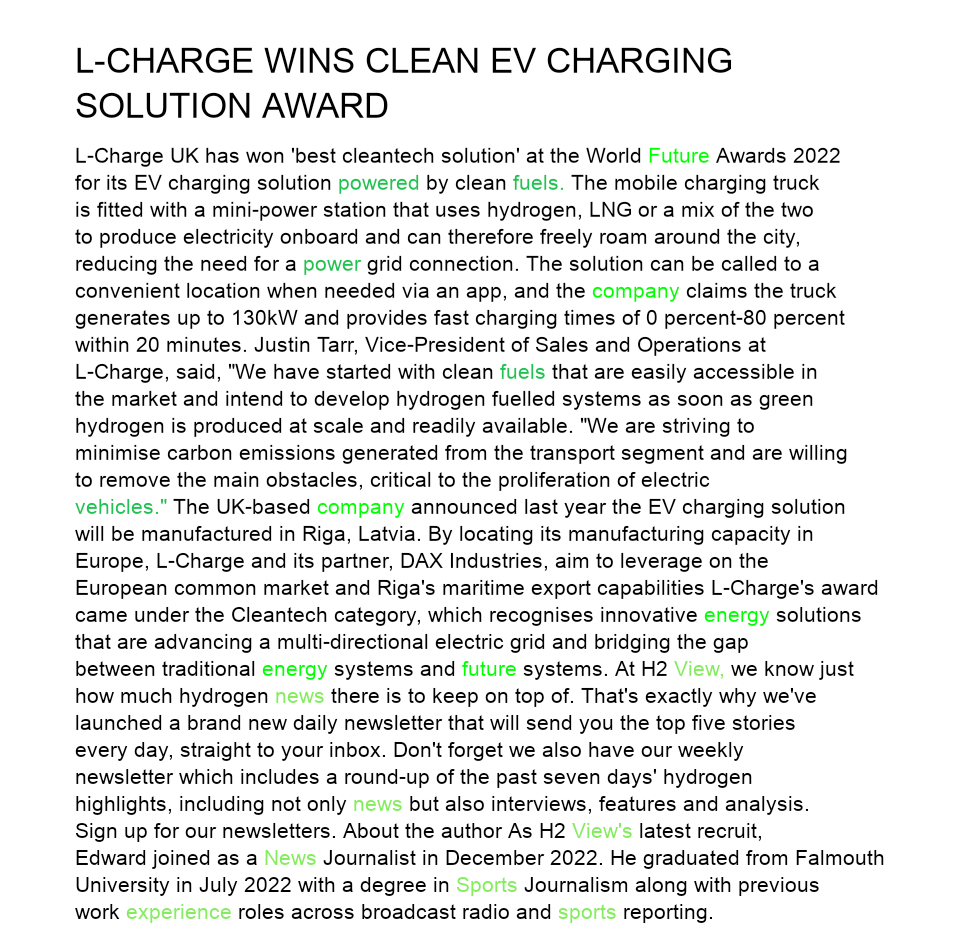 L-CHARGE WINS CLEAN EV CHARGING
SOLUTION AWARD
L-Charge UK has won 'best cleantech solution' at the World Future Awards 2022
for its EV charging solution powered by clean fuels. The mobile charging truck
is fitted with a mini-power station that uses hydrogen, LNG or a mix of the two
to produce electricity onboard and can therefore freely roam around the city,
reducing the need for a power grid connection. The solution can be called to a
convenient location when needed via an app, and the company claims the truck
generates up to 130kW and provides fast charging times of 0 percent-80 percent
within 20 minutes. Justin Tarr, Vice-President of Sales and Operations at
L-Charge, said, "We have started with clean fuels that are easily accessible in
the market and intend to develop hydrogen fuelled systems as soon as green
hydrogen is produced at scale and readily available. "We are striving to
minimise carbon emissions generated from the transport segment and are willing
to remove the main obstacles, critical to the proliferation of electric
vehicles." The UK-based company announced last year the EV charging solution
will be manufactured in Riga, Latvia. By locating its manufacturing capacity in
Europe, L-Charge and its partner, DAX Industries, aim to leverage on the
European common market and Riga's maritime export capabilities L-Charge's award
came under the Cleantech category, which recognises innovative energy solutions
that are advancing a multi-directional electric grid and bridging the gap
between traditional energy systems and future systems. At H2 View, we know just
how much hydrogen news there is to keep on top of. That's exactly why we've
launched a brand new daily newsletter that will send you the top five stories
every day, straight to your inbox. Don't forget we also have our weekly
newsletter which includes a round-up of the past seven days' hydrogen
highlights, including not only news but also interviews, features and analysis.
Sign up for our newsletters. About the author As H2 View's latest recruit,
Edward joined as a News Journalist in December 2022. He graduated from Falmouth
University in July 2022 with a degree in Sports Journalism along with previous
work experience roles across broadcast radio and sports reporting.